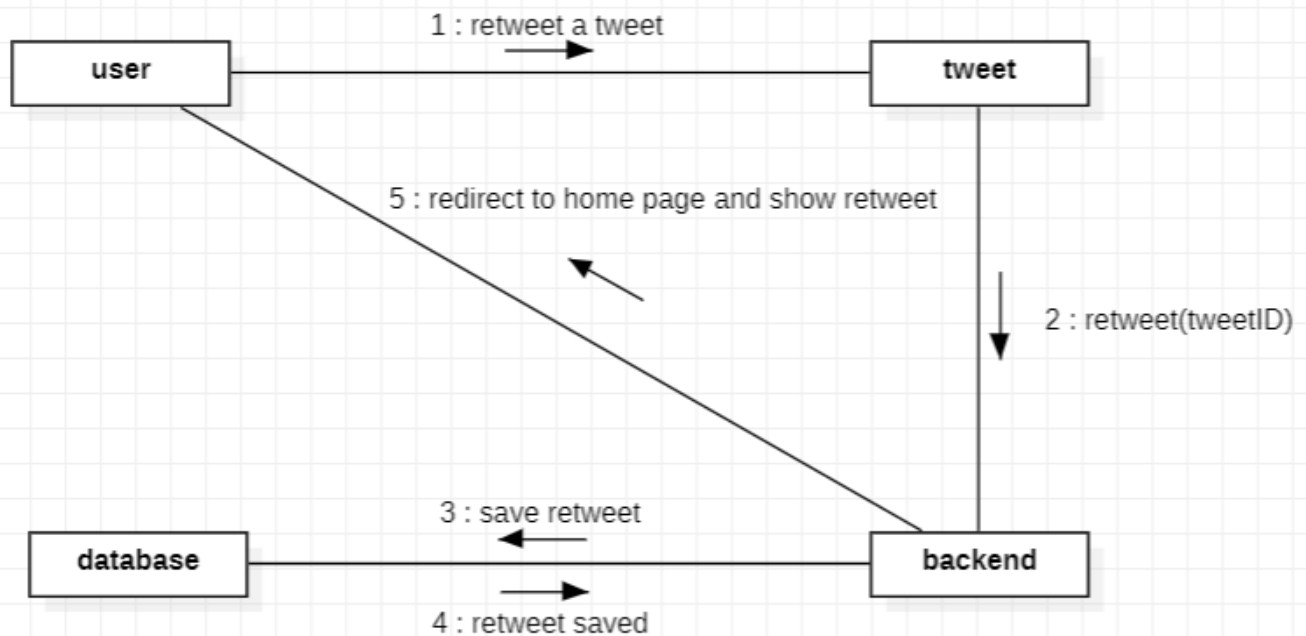 1 : retweet a tweet
user
tweet
5 : redirect to home page and show retweet
2 : retweet(tweetID)
3 : save retweet
database
backend
4 : retweet saved